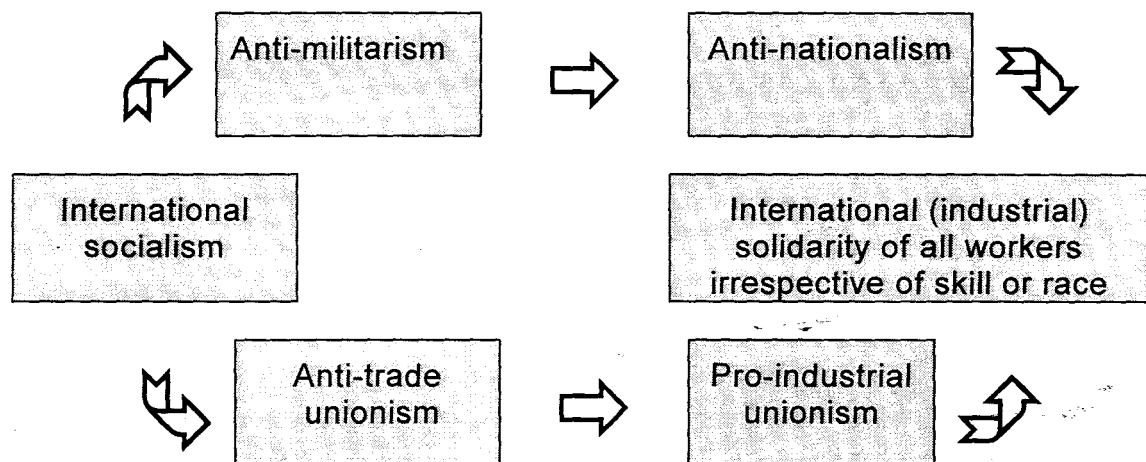 Anti-militarism
Anti-nationalism
International
socialism
International (industrial)
solidarity of all workers
irrespective of skill or race
Anti-trade
unionism
Pro-industrial
unionism